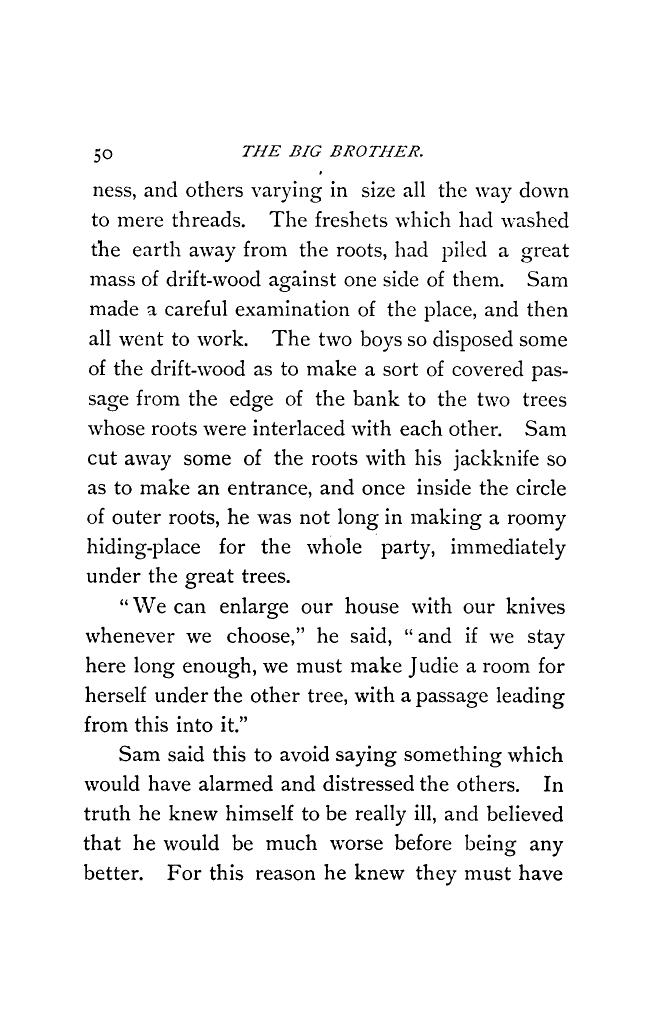 50 THE BIG BROTHER.
ness, and others varying in size all the way down
to mere threads. The freshets which had washed
the earth away from the roots, had piled a great
mass of drift-wood against one side of them. Sam
made a careful examination of the place, and then
all went to work. The two boys so disposed some
of the drift-wood as to make a sort of covered pas-
sage from the edge of the bank to the two trees
whose roots were interlaced with each other. Sam
cut away some of the roots with his jackknife so
as to make an entrance, and once inside the circle
of outer roots, he was not long in making a roomy
hiding-place for the whole party, immediately
under the great trees.
“We can enlarge our house with our knives
whenever we choose,” he said, “and if we stay
here long enough, we must make Judie a room for
herself under the other tree, with a passage leading
from this into it.”
Sam said this to avoid saying something which
would have alarmed and distressed the others. In
truth he knew himself to be really ill, and believed
that he would be much worse before being any
better. For this reason he knew they must have